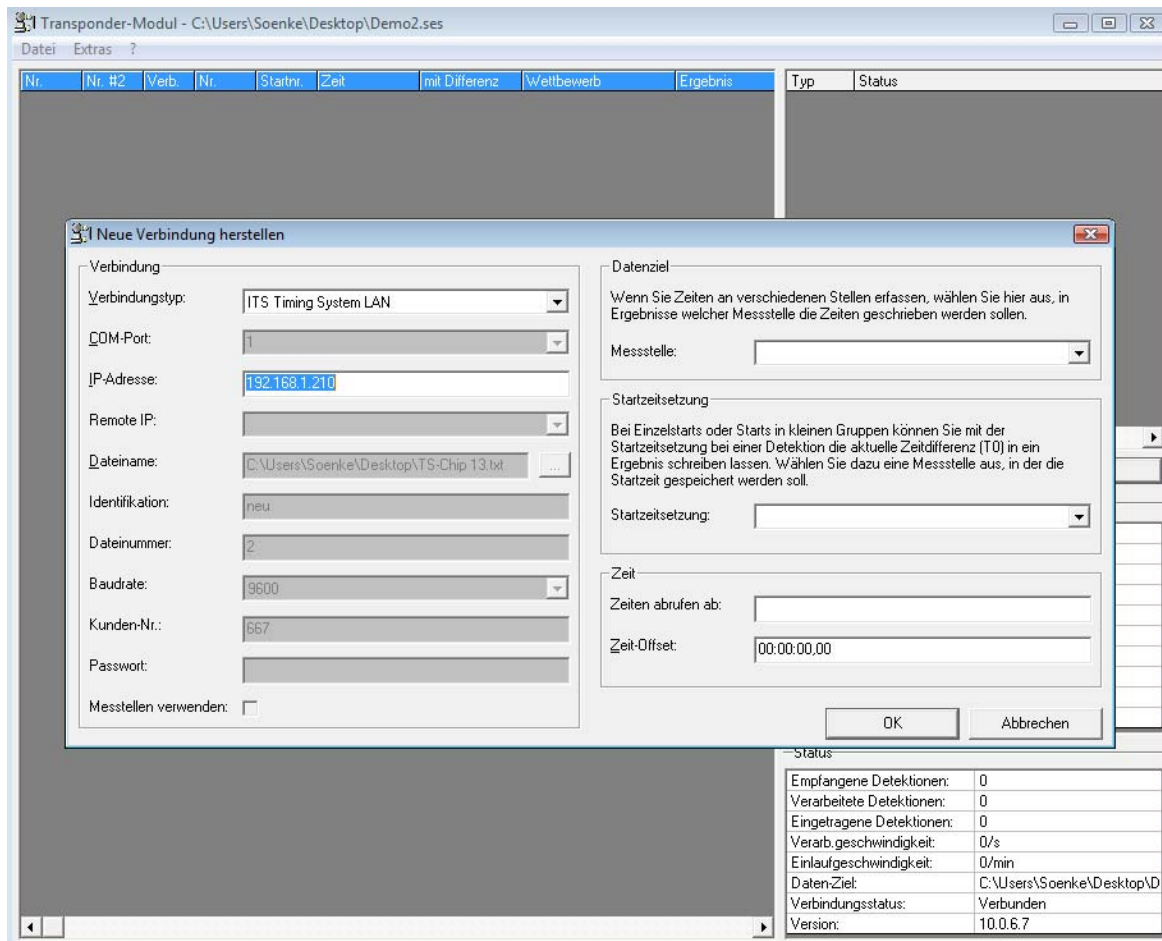 Transponder-Modul - C:\Users\Soenke\Desktop\Demo2.ses
Datei Extras ?
Nr. Nr. #2 Verb. Nr. Startnr. Zeit mit Differenz Wettbewerb Ergebnis
Typ Status
Neue Verbindung herstellen
Verbindung
Verbindungstyp: ITS Timing System LAN
COM-Port: 1
IP-Adresse: 192.168.1.210
Remote IP:
Dateiname: C:\Users\Soenke\Desktop\TS-Chip 13.txt ...
Identifikation: neu
Dateinummer: 2
Baudrate: 9600
Kunden-Nr.: 667
Passwort:
Messtellen verwenden:
Datenziel
Wenn Sie Zeiten an verschiedenen Stellen erfassen, wählen Sie hier aus, in
Ergebnisse welcher Messstelle die Zeiten geschrieben werden sollen.
Messstelle:
Startzeitsetzung
Bei Einzelstarts oder Starts in kleinen Gruppen können Sie mit der
Startzeitsetzung bei einer Detektion die aktuelle Zeitdifferenz (T0) in ein
Ergebnis schreiben lassen. Wählen Sie dazu eine Messstelle aus, in der die
Startzeit gespeichert werden soll.
Startzeitsetzung:
Zeit
Zeiten abrufen ab:
Zeit-Offset: 00:00:00,00
OK Abbrechen
Status
Empfangene Detektionen: 0
Verarbeitete Detektionen: 0
Eingetragene Detektionen: 0
Verarb.geschwindigkeit: 0/s
Einlaufgeschwindigkeit: 0/min
Daten-Ziel: C:\Users\Soenke\Desktop\D
Verbindungsstatus: Verbunden
Version: 10.0.6.7